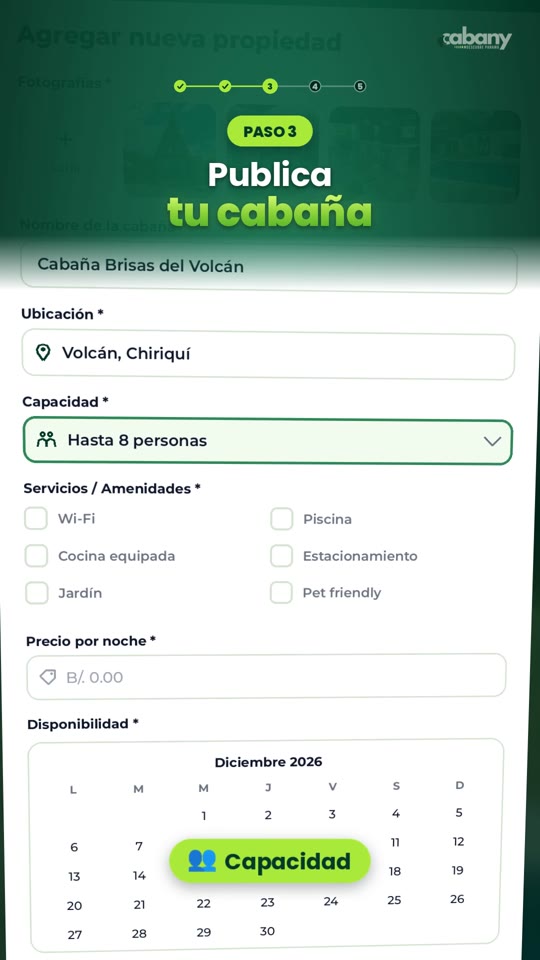 Agregar nueva propiedad
cabany
Fotografías *
3
4
5
PASO 3
Publica
tu cabaña
Nombre de la cabaña
Cabaña Brisas del Volcán
Ubicación *
Volcán, Chiriquí
Capacidad *
Hasta 8 personas
Servicios / Amenidades *
Wi-Fi
Piscina
Cocina equipada
Estacionamiento
Jardín
Pet friendly
Precio por noche *
B/. 0.00
Disponibilidad *
Diciembre 2026
L M M J V S D
1 2 3 4 5
6 7 11 12
13 14 18 19
Capacidad
20 21 22 23 24 25 26
27 28 29 30